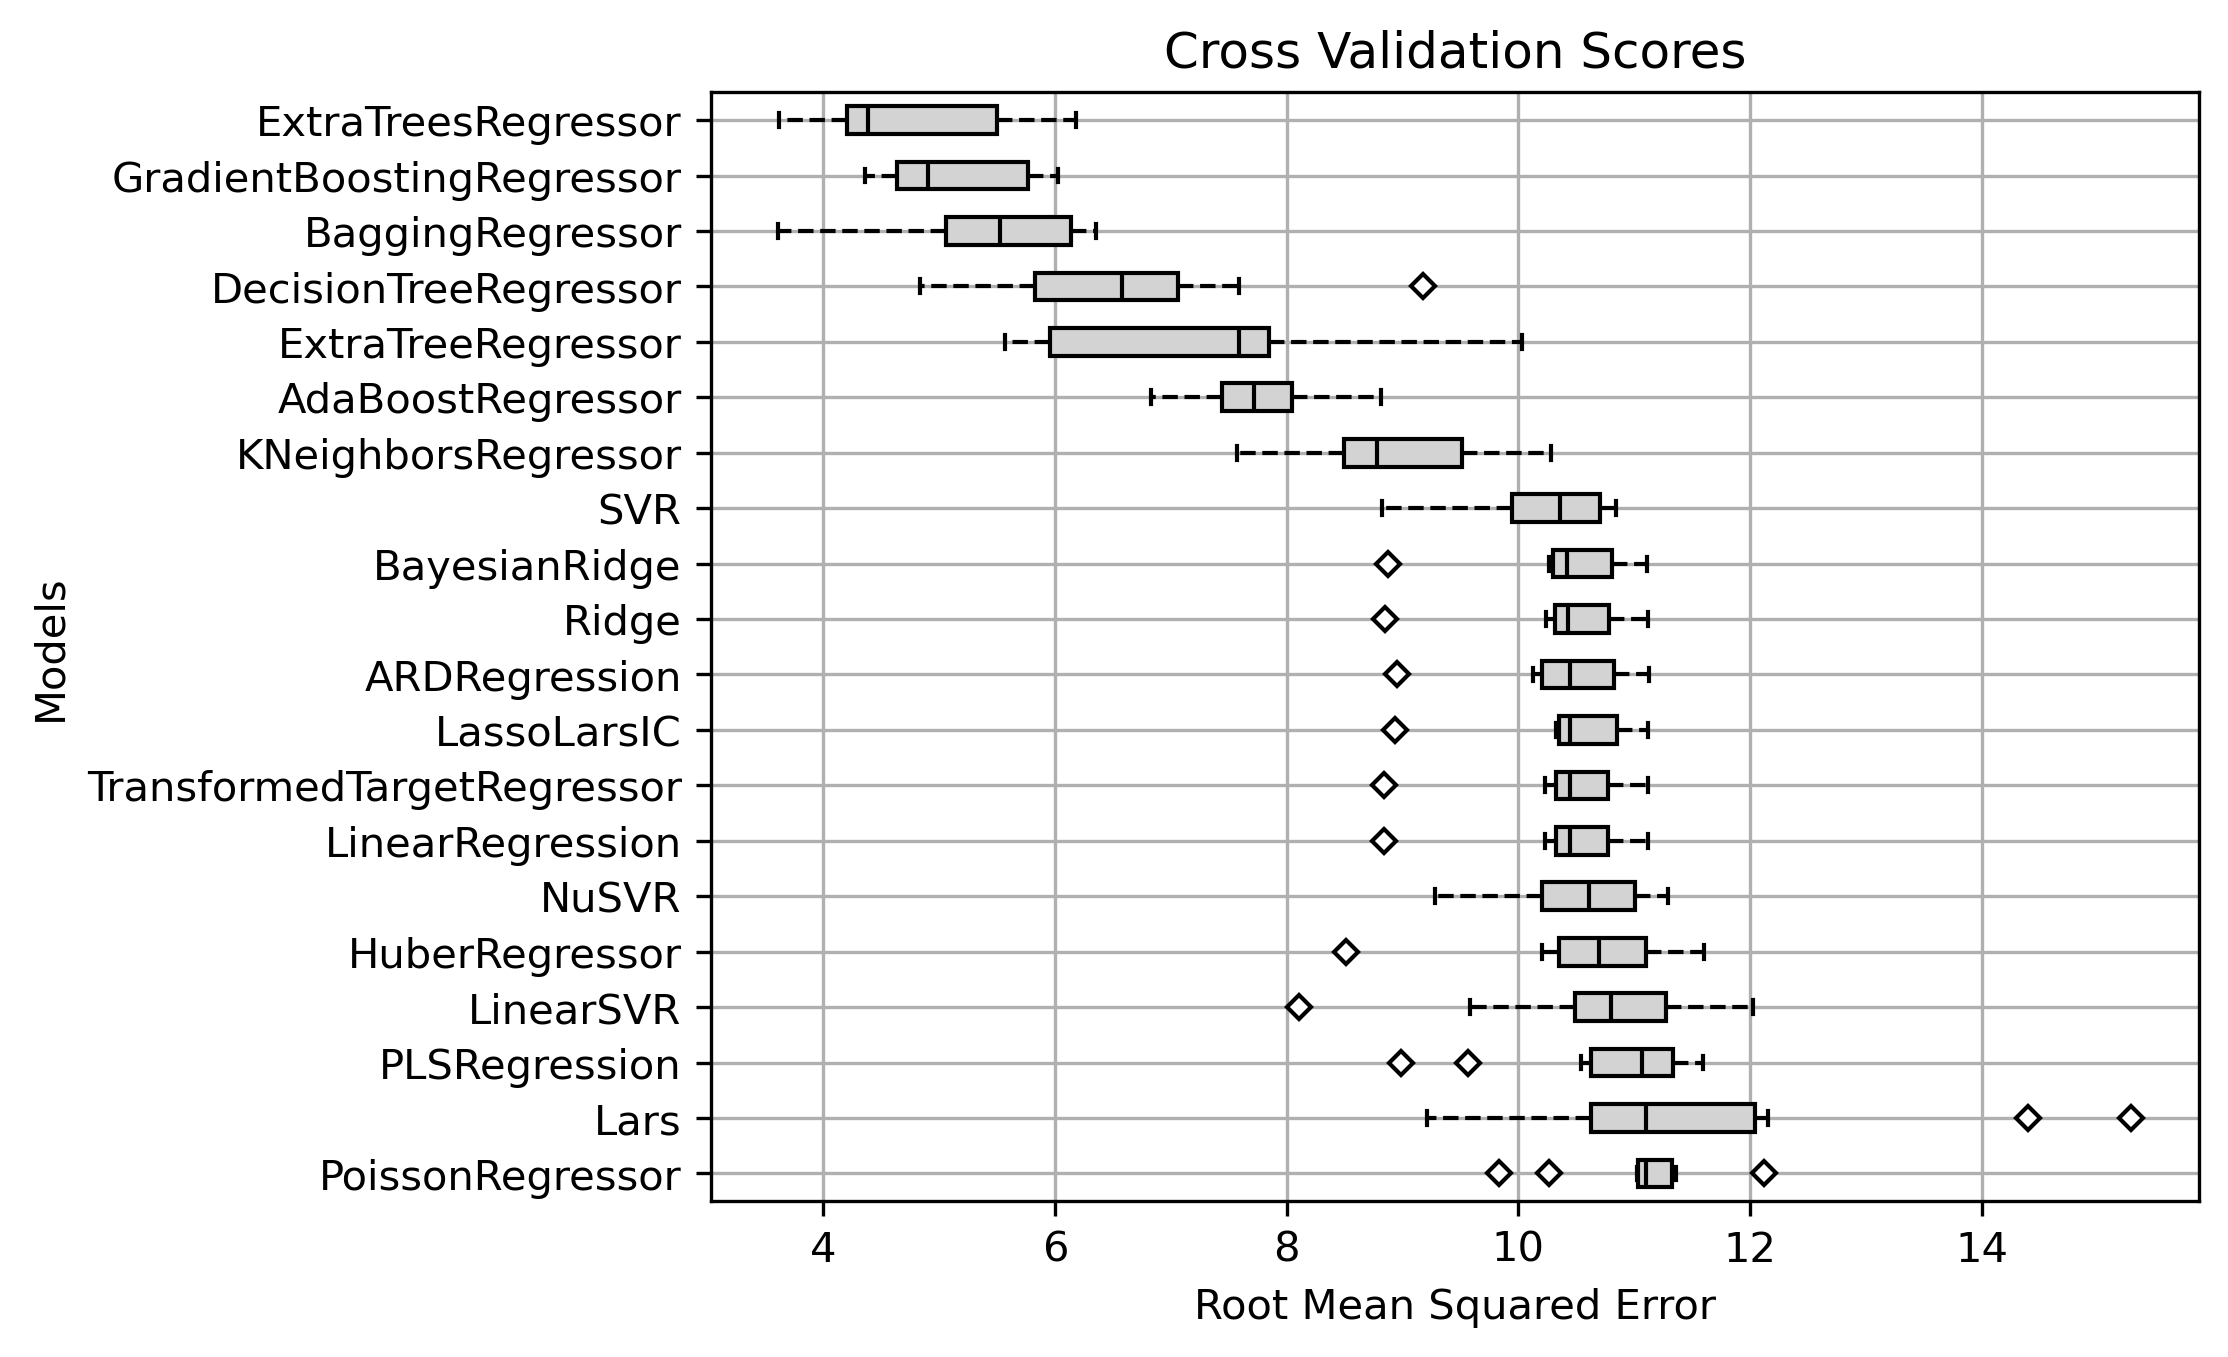 Cross Validation Scores
ExtraTreesRegressor
GradientBoostingRegressor
BaggingRegressor
DecisionTreeRegressor
ExtraTreeRegressor
AdaBoostRegressor
KNeighborsRegressor
SVR
BayesianRidge
Ridge
ARDRegression
LassoLarsIC
TransformedTargetRegressor
LinearRegression
NuSVR
HuberRegressor
LinearSVR
PLSRegression
Lars
PoissonRegressor
Models
4 6 8 10 12 14
Root Mean Squared Error